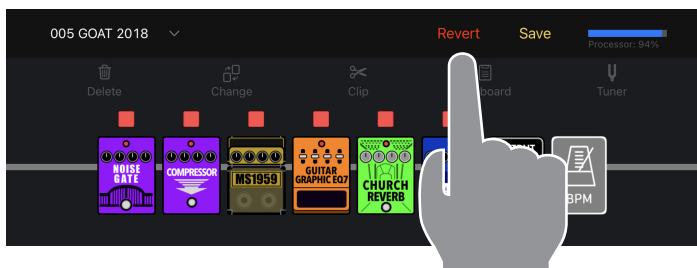 005 GOAT 2018
Revert
Save
Processor: 94%
Delete
Change
Clip
board
Tuner
NOISE
GATE
COMPRESSOR
MS1959
GUITAR
GRAPHIC EQ7
CHURCH
REVERB
BPM